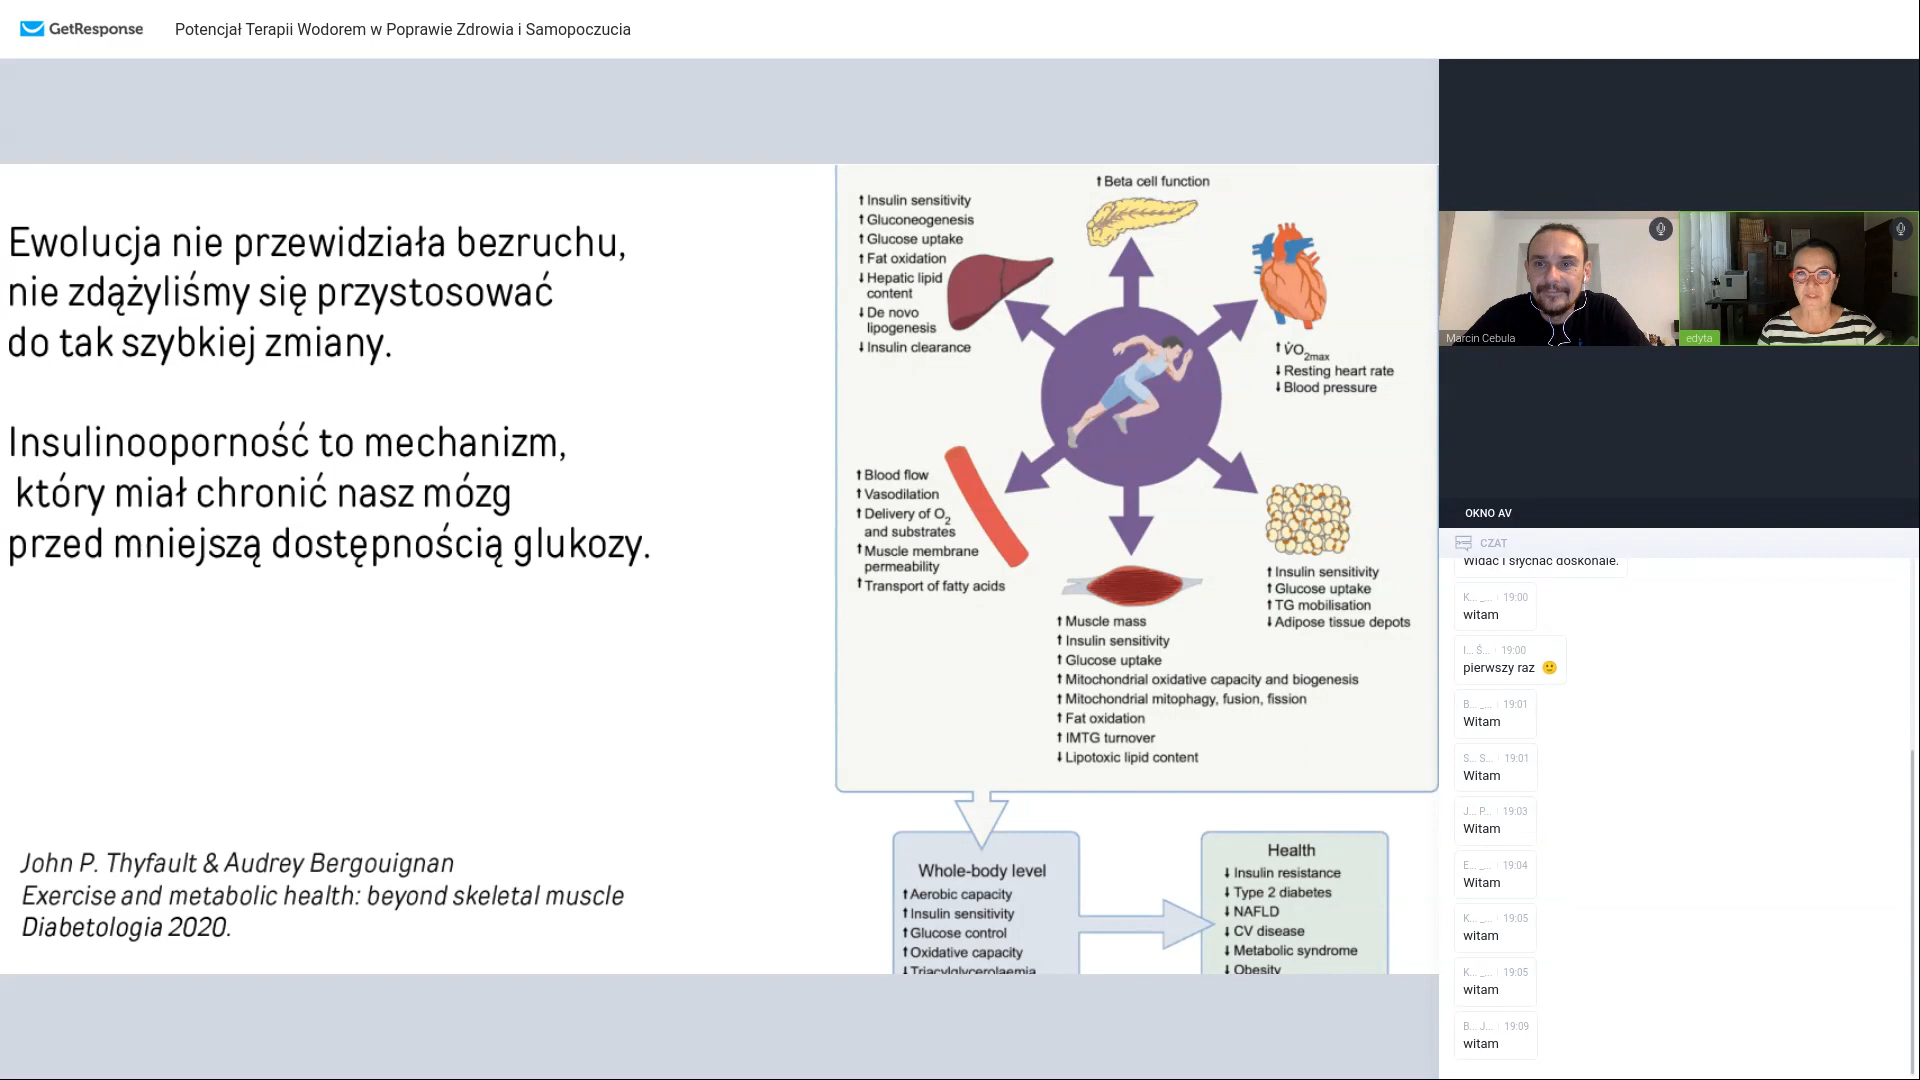 GetResponse
Potencjał Terapii Wodorem w Poprawie Zdrowia i Samopoczucia
Ewolucja nie przewidziała bezruchu,
nie zdążyliśmy się przystosować
do tak szybkiej zmiany.
Insulinooporność to mechanizm,
który miał chronić nasz mózg
przed mniejszą dostępnością glukozy.
John P. Thyfault & Audrey Bergouignan
Exercise and metabolic health: beyond skeletal muscle
Diabetologia 2020.
↑ Beta cell function
↑ Insulin sensitivity
↑ Gluconeogenesis
↑ Glucose uptake
↑ Fat oxidation
↓ Hepatic lipid
content
↓ De novo
lipogenesis
↓ Insulin clearance
↑ V̇O2max
↓ Resting heart rate
↓ Blood pressure
↑ Blood flow
↑ Vasodilation
↑ Delivery of O2
and substrates
↑ Muscle membrane
permeability
↑ Transport of fatty acids
↑ Insulin sensitivity
↑ Glucose uptake
↑ TG mobilisation
↓ Adipose tissue depots
↑ Muscle mass
↑ Insulin sensitivity
↑ Glucose uptake
↑ Mitochondrial oxidative capacity and biogenesis
↑ Mitochondrial mitophagy, fusion, fission
↑ Fat oxidation
↑ IMTG turnover
↓ Lipotoxic lipid content
Whole-body level
↑ Aerobic capacity
↑ Insulin sensitivity
↑ Glucose control
↑ Oxidative capacity
↓ Triacylglycerolaemia
Health
↓ Insulin resistance
↓ Type 2 diabetes
↓ NAFLD
↓ CV disease
↓ Metabolic syndrome
↓ Obesity
Marcin Cebula
edyta
OKNO AV
CZAT
Widać i słychać doskonale.
K... _... 19:00
witam
I... Ś... 19:00
pierwszy raz 🙂
B... _... 19:01
Witam
S... S... 19:01
Witam
J... P... 19:03
Witam
E... _... 19:04
Witam
K... _... 19:05
witam
K... _... 19:05
witam
B... J... 19:09
witam